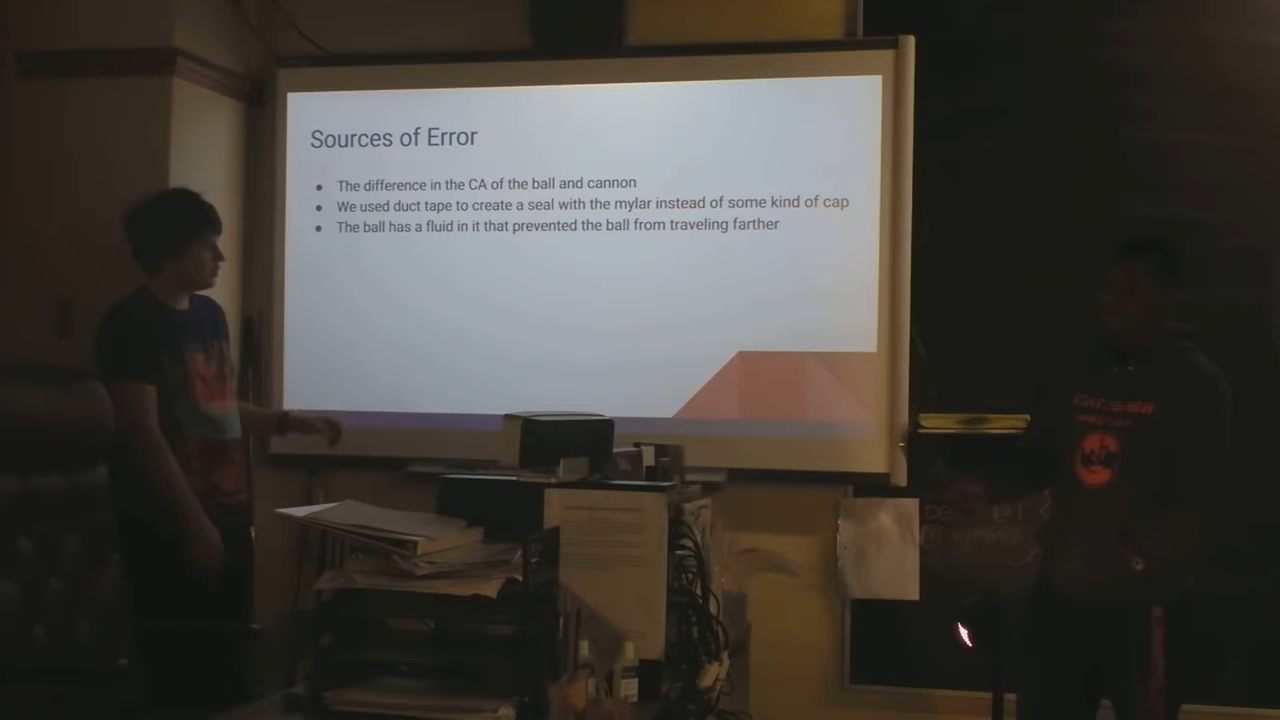 Sources of Error
● The difference in the CA of the ball and cannon
● We used duct tape to create a seal with the mylar instead of some kind of cap
● The ball has a fluid in it that prevented the ball from traveling farther